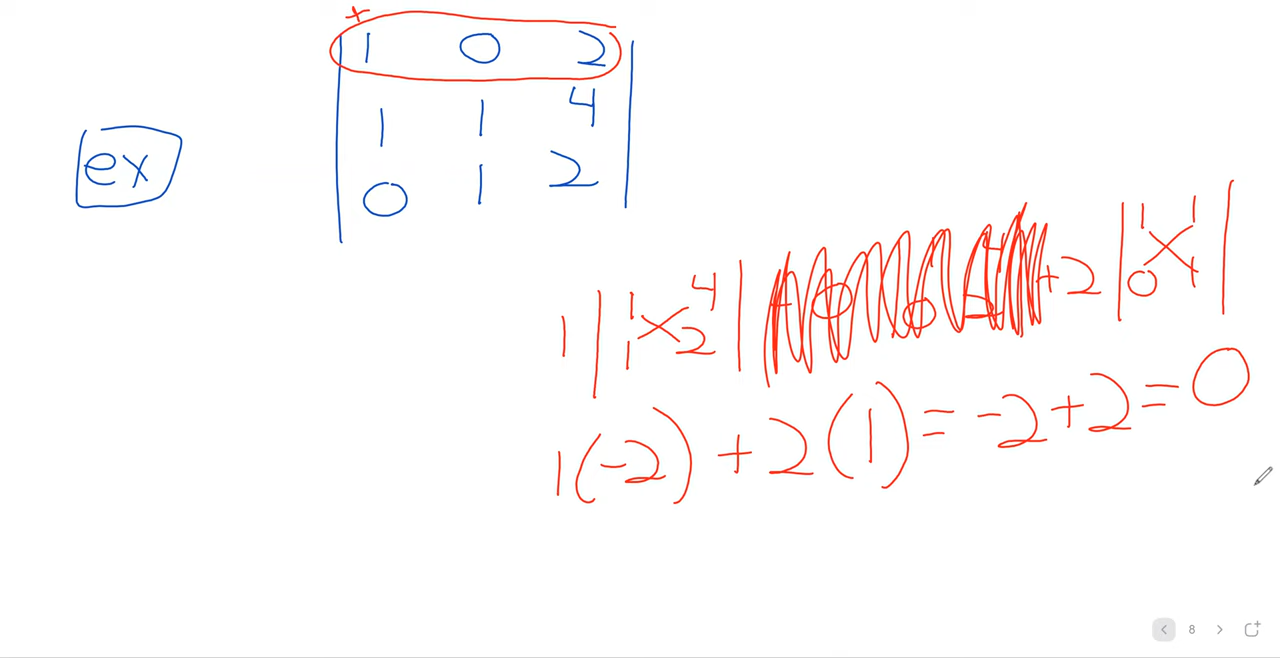 +
| 1 0 2 |
| 1 1 4 |
ex
| 0 1 2 |
1 | 1 4 | +2 | 1 1 |
| 1 2 | | 0 1 |
1(-2) + 2(1) = -2+2 = 0
8